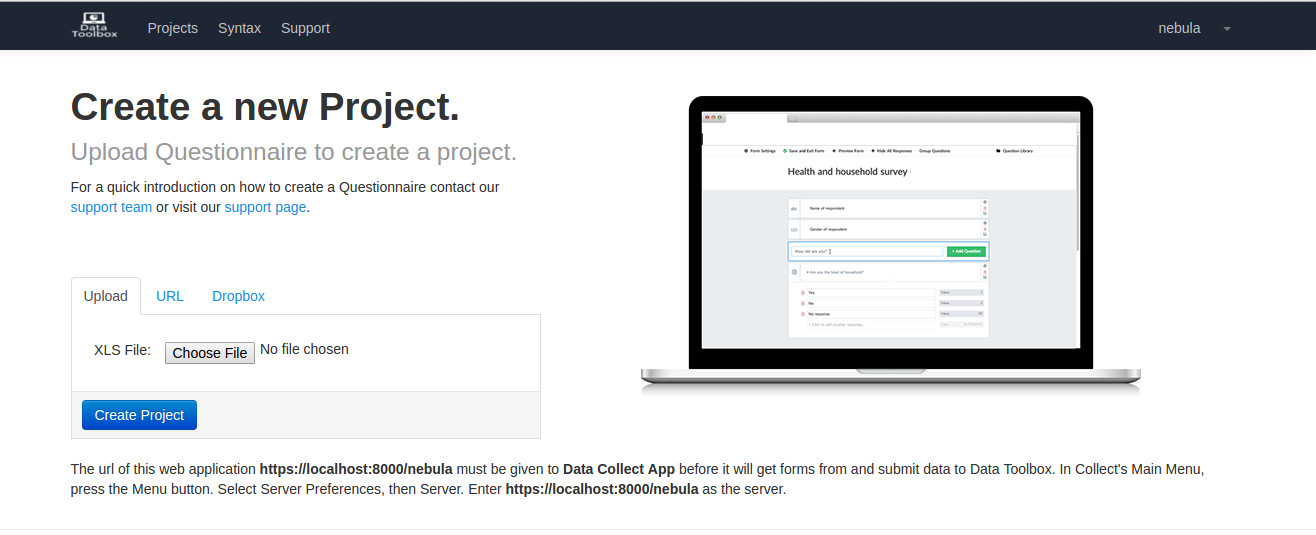 Data
Toolbox
Projects Syntax Support
nebula
Create a new Project.
Upload Questionnaire to create a project.
For a quick introduction on how to create a Questionnaire contact our
support team or visit our support page.
Upload URL Dropbox
XLS File: Choose File No file chosen
Create Project
Form Settings Save and Exit Form Preview Form Hide All Responses Group Questions Question Library
Health and household survey
abc Name of respondent
123 Gender of respondent
How old are you? + Add Question
Are you the head of household?
Yes
No
No response
+ Click to add another response...
The url of this web application https://localhost:8000/nebula must be given to Data Collect App before it will get forms from and submit data to Data Toolbox. In Collect's Main Menu,
press the Menu button. Select Server Preferences, then Server. Enter https://localhost:8000/nebula as the server.